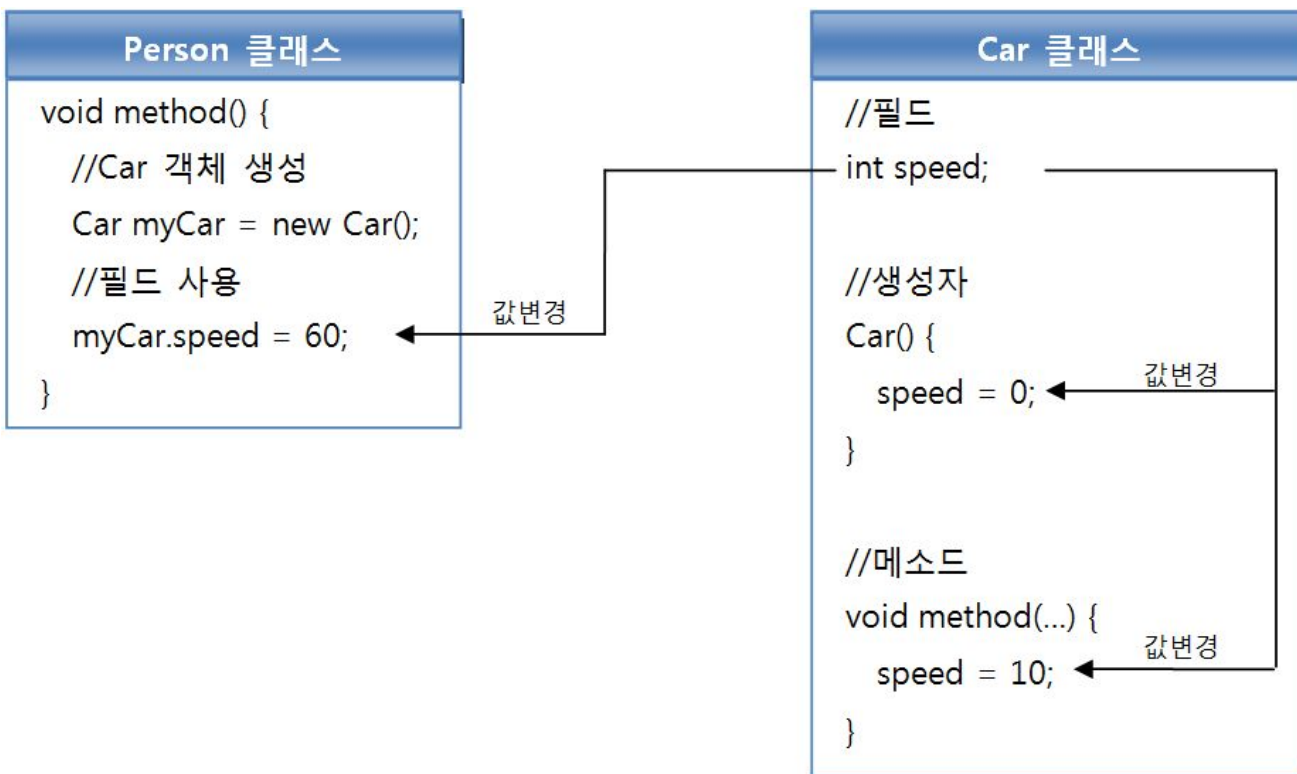 Person 클래스
void method() {
//Car 객체 생성
Car myCar = new Car();
//필드 사용
myCar.speed = 60;
}
값변경
Car 클래스
//필드
int speed;
//생성자
Car() {
speed = 0;
값변경
}
//메소드
void method(...) {
speed = 10;
값변경
}